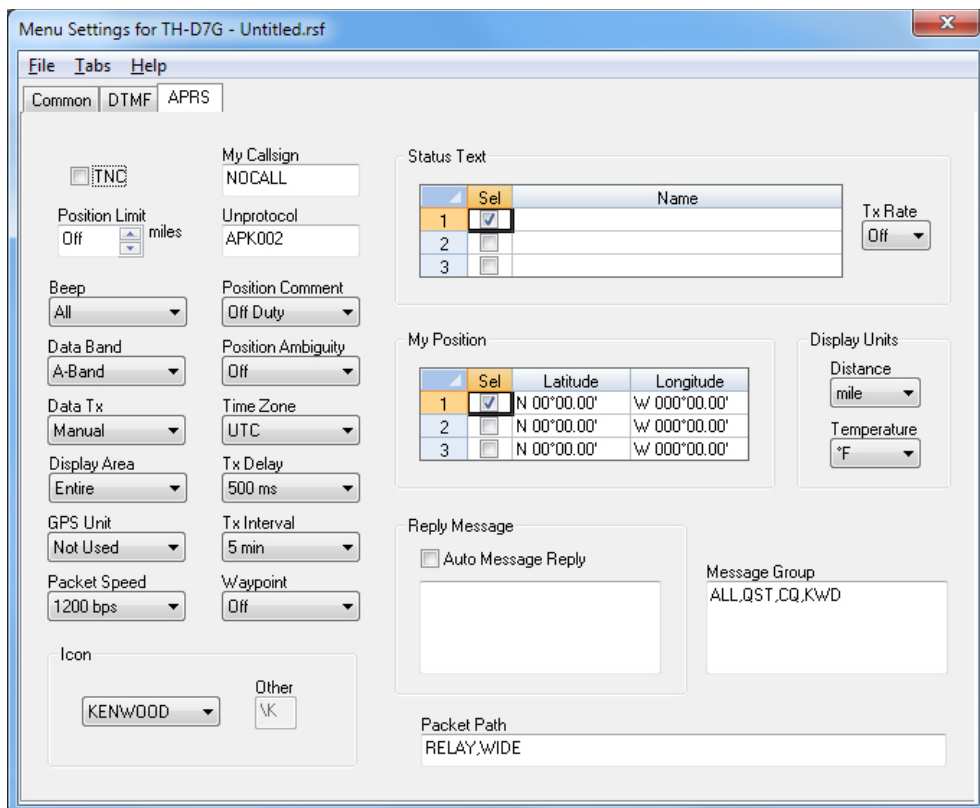 Menu Settings for TH-D7G - Untitled.rsf
File Tabs Help
Common DTMF APRS
TNC
My Callsign
NOCALL
Position Limit
Off miles
Unprotocol
APK002
Beep
All
Position Comment
Off Duty
Data Band
A-Band
Position Ambiguity
Off
Data Tx
Manual
Time Zone
UTC
Display Area
Entire
Tx Delay
500 ms
GPS Unit
Not Used
Tx Interval
5 min
Packet Speed
1200 bps
Waypoint
Off
Icon
KENWOOD
Other
\K
Status Text
Sel Name
1
2
3
Tx Rate
Off
My Position
Sel Latitude Longitude
1 N 00°00.00' W 000°00.00'
2 N 00°00.00' W 000°00.00'
3 N 00°00.00' W 000°00.00'
Display Units
Distance
mile
Temperature
°F
Reply Message
Auto Message Reply
Message Group
ALL,QST,CQ,KWD
Packet Path
RELAY,WIDE